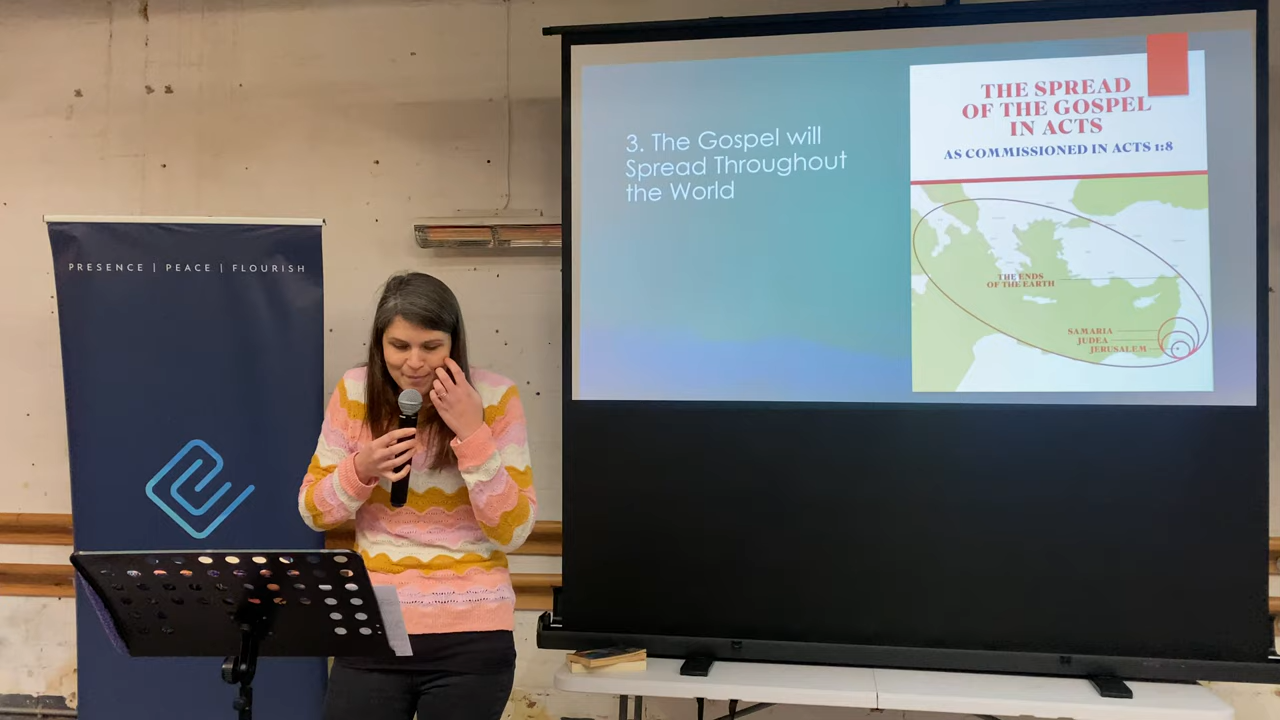 PRESENCE | PEACE | FLOURISH
3. The Gospel will
Spread Throughout
the World
THE SPREAD
OF THE GOSPEL
IN ACTS
AS COMMISSIONED IN ACTS 1:8
THE ENDS
OF THE EARTH
SAMARIA
JUDEA
JERUSALEM